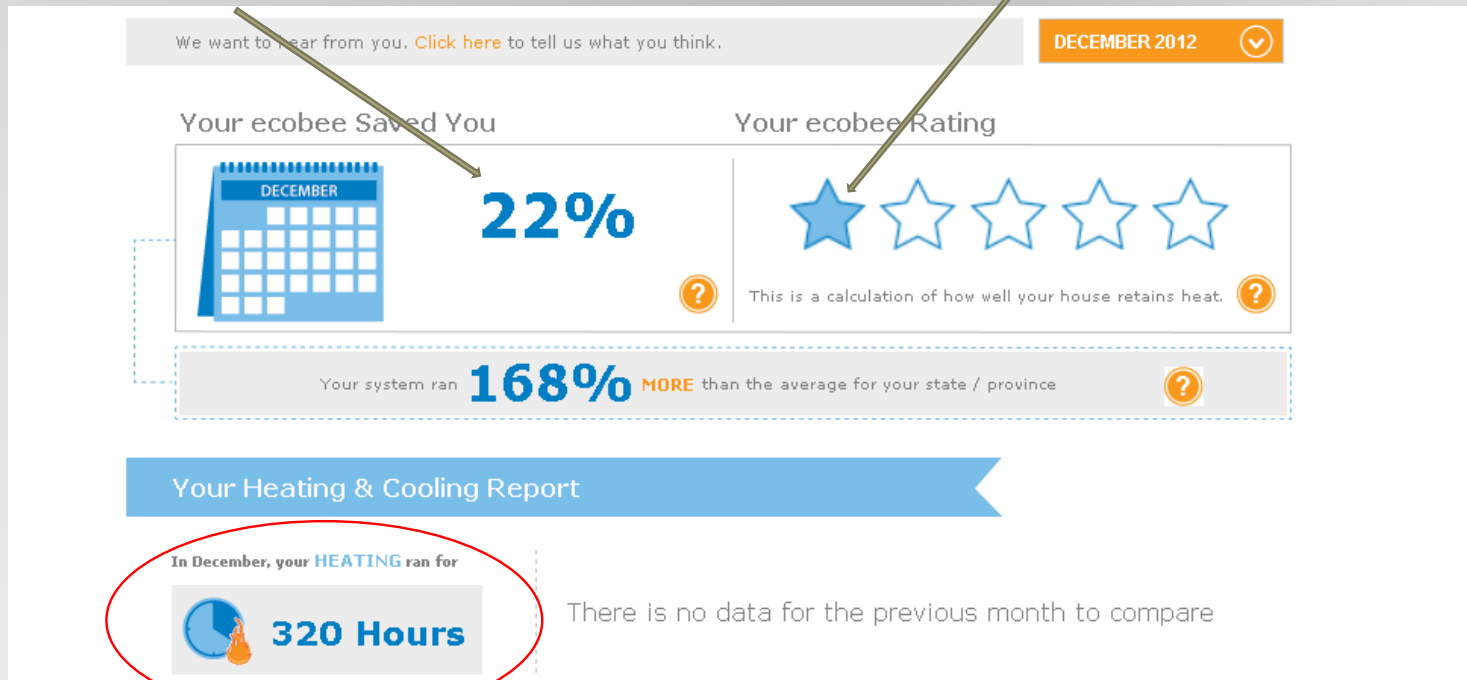 We want to hear from you. Click here to tell us what you think.
DECEMBER 2012
Your ecobee Saved You
Your ecobee Rating
DECEMBER
22%
?
This is a calculation of how well your house retains heat.
?
Your system ran 168% MORE than the average for your state / province
?
Your Heating & Cooling Report
In December, your HEATING ran for
320 Hours
There is no data for the previous month to compare